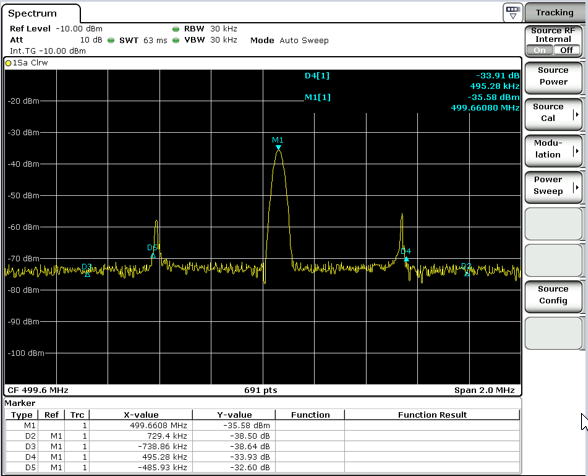 Spectrum
Ref Level -10.00 dBm RBW 30 kHz
Att 10 dB SWT 63 ms VBW 30 kHz Mode Auto Sweep
Int.TG -10.00 dBm
1Sa Clrw
D4[1] -33.91 dB
495.28 kHz
M1[1] -35.58 dBm
499.66080 MHz
-20 dBm
-30 dBm
M1
-40 dBm
-50 dBm
-60 dBm
D5
D4
-70 dBm
D3
D2
-80 dBm
-90 dBm
-100 dBm
CF 499.6 MHz 691 pts Span 2.0 MHz
Marker
Type Ref Trc X-value Y-value Function Function Result
M1 1 499.6608 MHz -35.58 dBm
D2 M1 1 729.4 kHz -38.50 dB
D3 M1 1 -738.86 kHz -38.64 dB
D4 M1 1 495.28 kHz -33.93 dB
D5 M1 1 -485.93 kHz -32.60 dB
Tracking
Source RF
Internal
On Off
Source
Power
Source
Cal
Modu-
lation
Power
Sweep
Source
Config